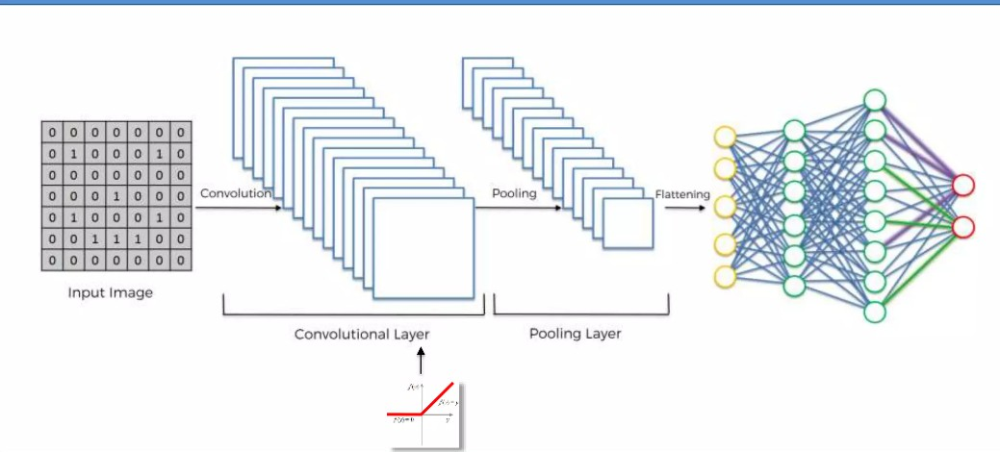 0 0 0 0 0 0 0
0 1 0 0 0 1 0
0 0 0 0 0 0 0
0 0 0 1 0 0 0
0 1 0 0 0 1 0
0 0 1 1 1 0 0
0 0 0 0 0 0 0
Input Image
Convolution
Pooling
Flattening
Convolutional Layer
Pooling Layer